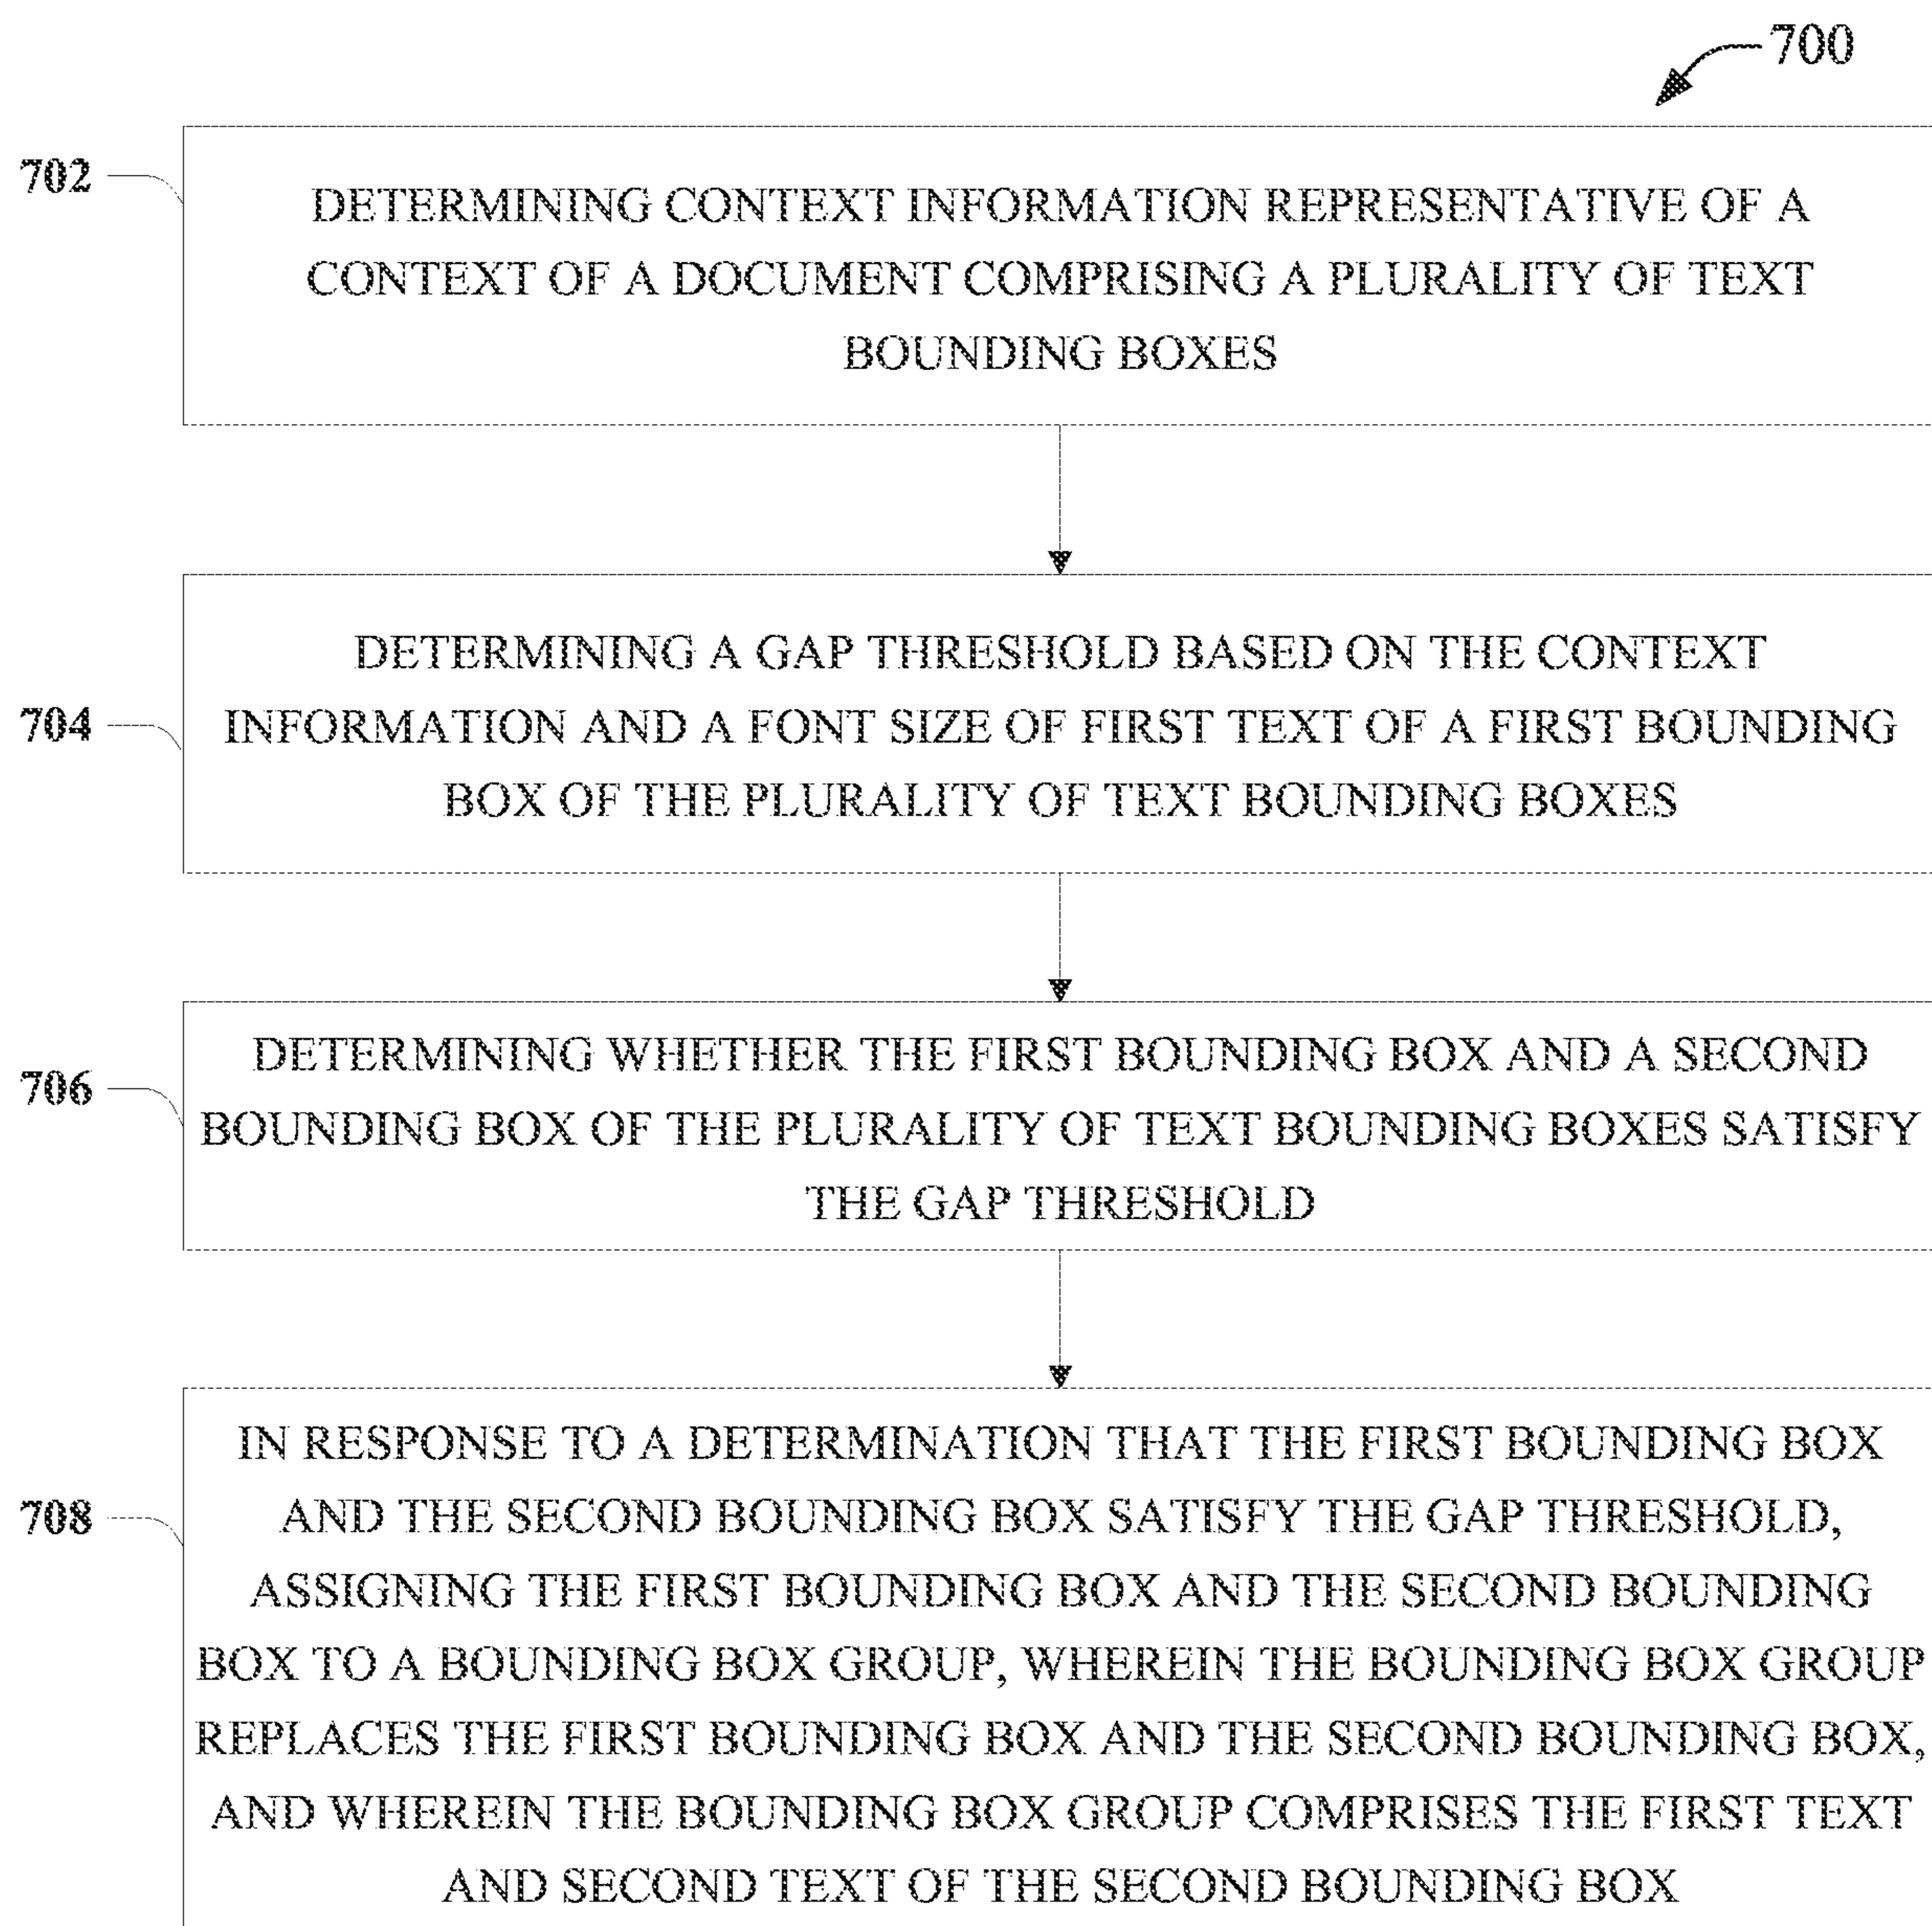 700
702
DETERMINING CONTEXT INFORMATION REPRESENTATIVE OF A
CONTEXT OF A DOCUMENT COMPRISING A PLURALITY OF TEXT
BOUNDING BOXES
704
DETERMINING A GAP THRESHOLD BASED ON THE CONTEXT
INFORMATION AND A FONT SIZE OF FIRST TEXT OF A FIRST BOUNDING
BOX OF THE PLURALITY OF TEXT BOUNDING BOXES
706
DETERMINING WHETHER THE FIRST BOUNDING BOX AND A SECOND
BOUNDING BOX OF THE PLURALITY OF TEXT BOUNDING BOXES SATISFY
THE GAP THRESHOLD
708
IN RESPONSE TO A DETERMINATION THAT THE FIRST BOUNDING BOX
AND THE SECOND BOUNDING BOX SATISFY THE GAP THRESHOLD,
ASSIGNING THE FIRST BOUNDING BOX AND THE SECOND BOUNDING
BOX TO A BOUNDING BOX GROUP, WHEREIN THE BOUNDING BOX GROUP
REPLACES THE FIRST BOUNDING BOX AND THE SECOND BOUNDING BOX,
AND WHEREIN THE BOUNDING BOX GROUP COMPRISES THE FIRST TEXT
AND SECOND TEXT OF THE SECOND BOUNDING BOX